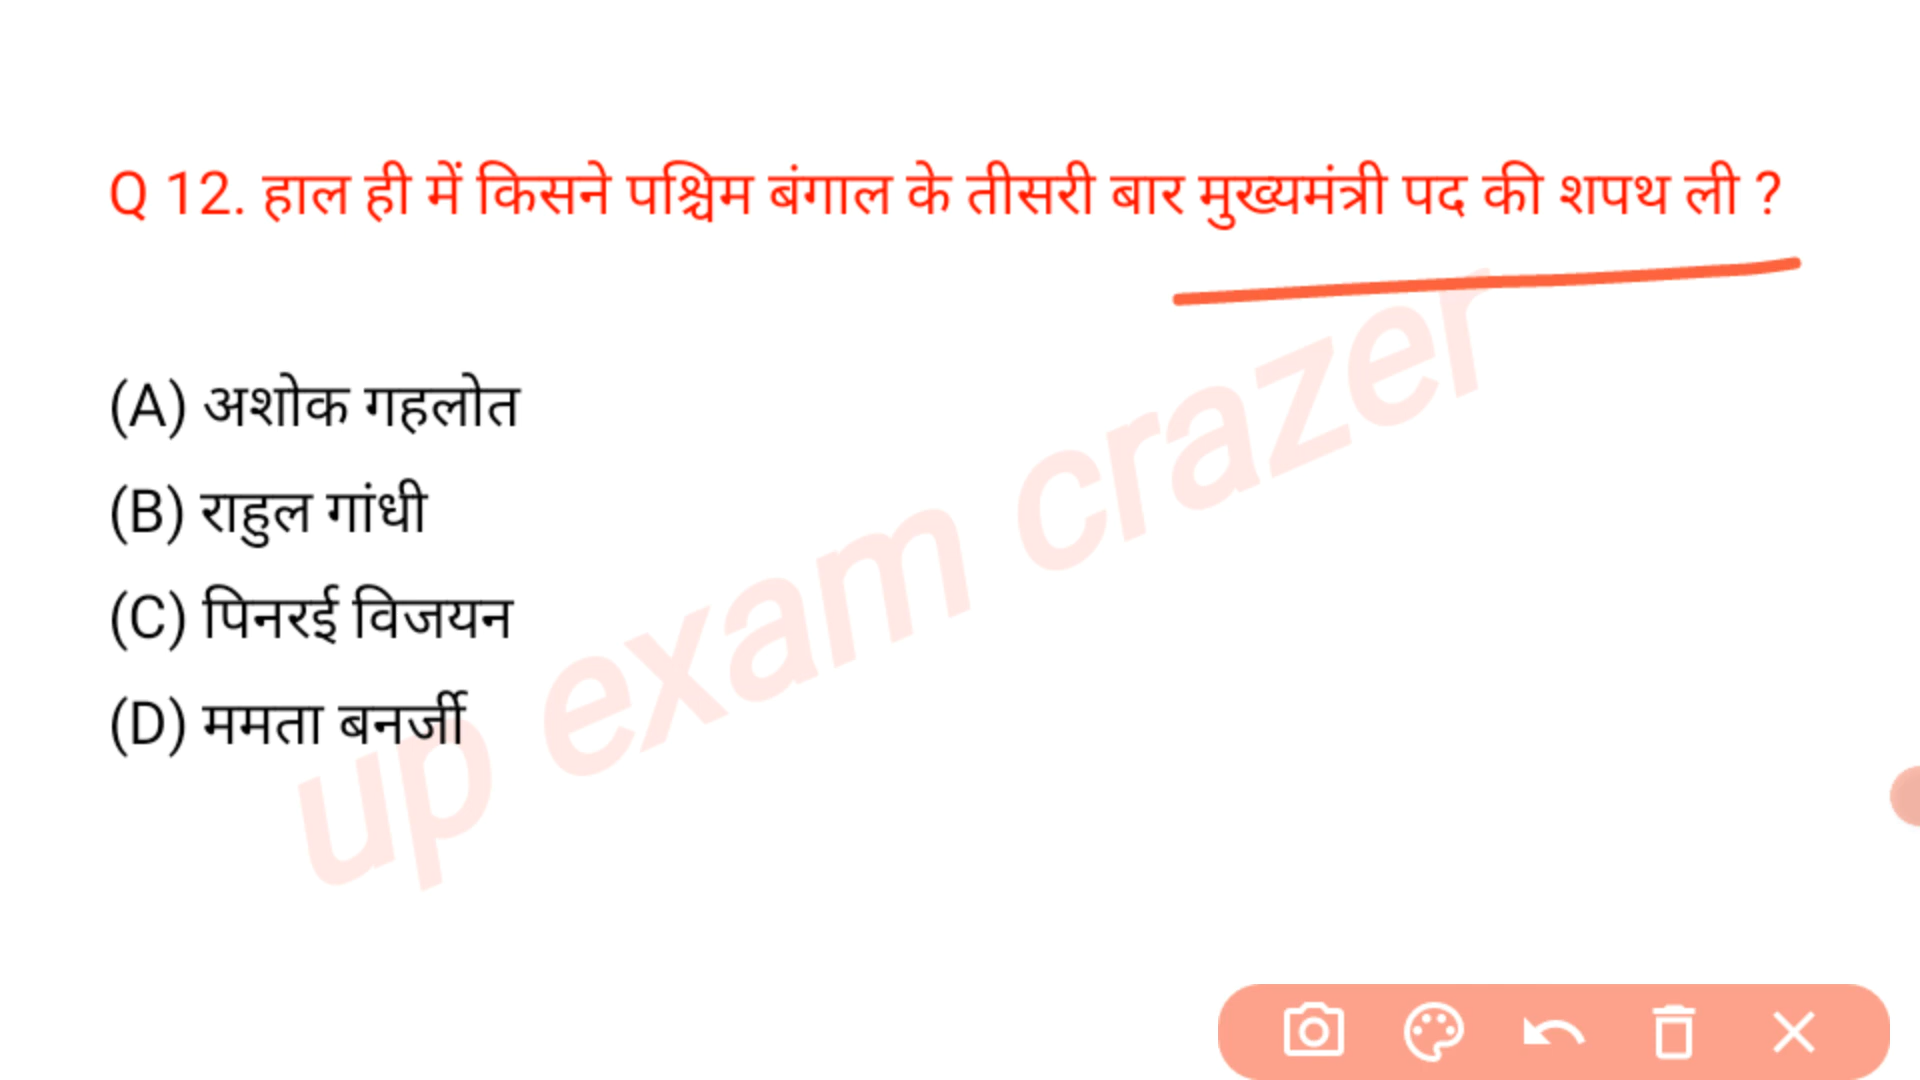 Q 12. हाल ही में किसने पश्चिम बंगाल के तीसरी बार मुख्यमंत्री पद की शपथ ली ?
(A) अशोक गहलोत
(B) राहुल गांधी
(C) पिनरई विजयन
(D) ममता बनर्जी
up exam crazer